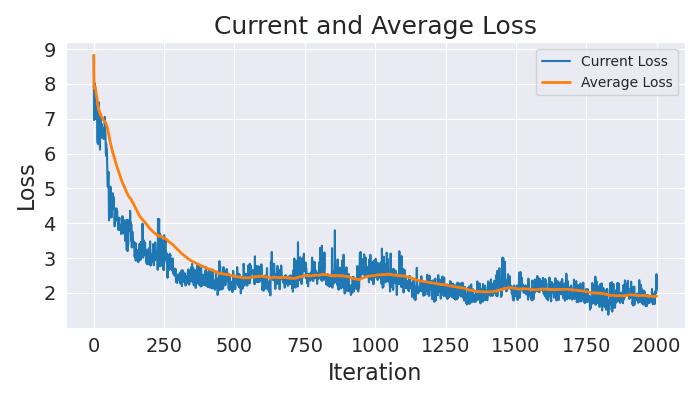 Current and Average Loss
Current Loss
Average Loss
9
8
7
6
5
4
3
2
Loss
0 250 500 750 1000 1250 1500 1750 2000
Iteration